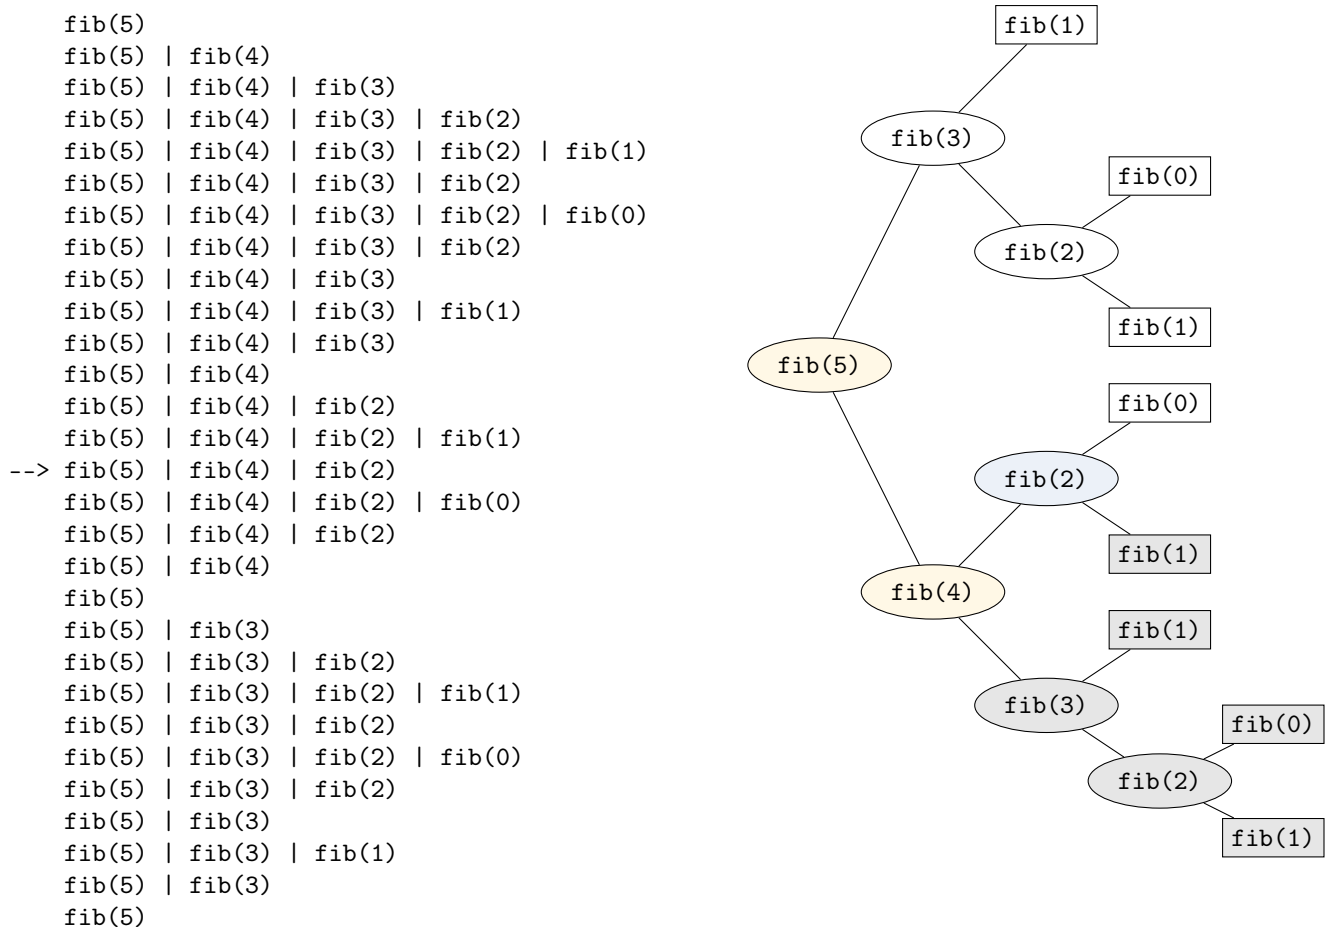 fib(5)
fib(5) | fib(4)
fib(5) | fib(4) | fib(3)
fib(5) | fib(4) | fib(3) | fib(2)
fib(5) | fib(4) | fib(3) | fib(2) | fib(1)
fib(5) | fib(4) | fib(3) | fib(2)
fib(5) | fib(4) | fib(3) | fib(2) | fib(0)
fib(5) | fib(4) | fib(3) | fib(2)
fib(5) | fib(4) | fib(3)
fib(5) | fib(4) | fib(3) | fib(1)
fib(5) | fib(4) | fib(3)
fib(5) | fib(4)
fib(5) | fib(4) | fib(2)
fib(5) | fib(4) | fib(2) | fib(1)
--> fib(5) | fib(4) | fib(2)
fib(5) | fib(4) | fib(2) | fib(0)
fib(5) | fib(4) | fib(2)
fib(5) | fib(4)
fib(5)
fib(5) | fib(3)
fib(5) | fib(3) | fib(2)
fib(5) | fib(3) | fib(2) | fib(1)
fib(5) | fib(3) | fib(2)
fib(5) | fib(3) | fib(2) | fib(0)
fib(5) | fib(3) | fib(2)
fib(5) | fib(3)
fib(5) | fib(3) | fib(1)
fib(5) | fib(3)
fib(5)
fib(1)
fib(3)
fib(0)
fib(2)
fib(1)
fib(5)
fib(0)
fib(2)
fib(1)
fib(4)
fib(1)
fib(3)
fib(0)
fib(2)
fib(1)